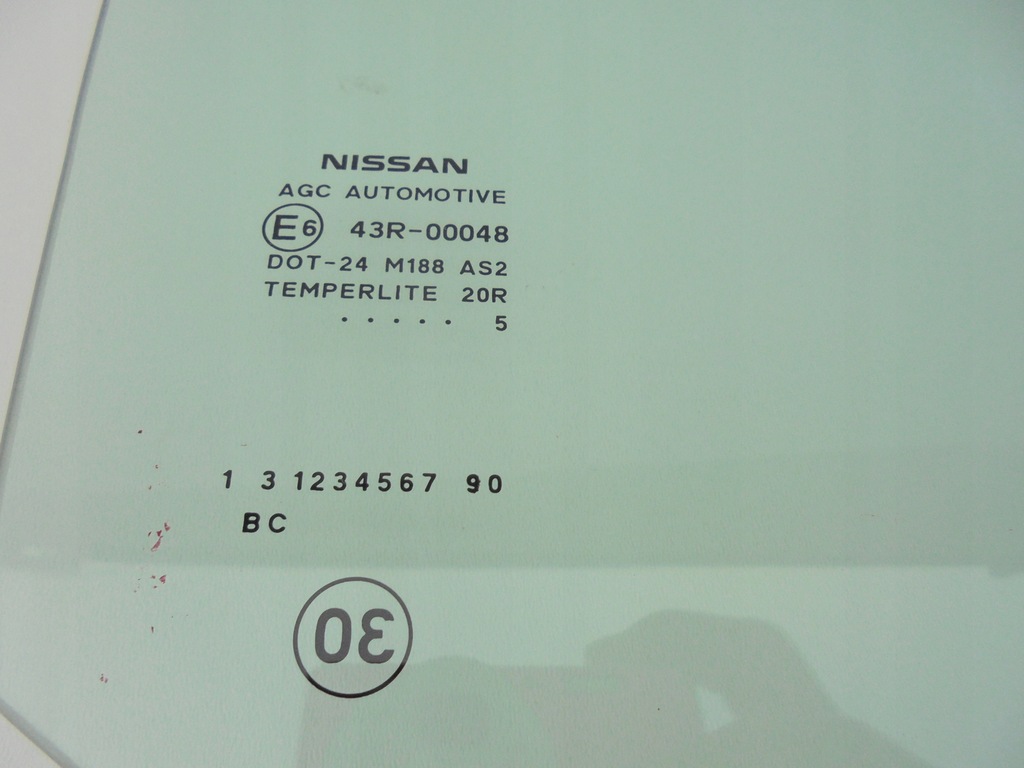 NISSAN
AGC AUTOMOTIVE
E6 43R-00048
DOT-24 M188 AS2
TEMPERLITE 20R
. . . . . 5
1 3 1234567 90
BC
30